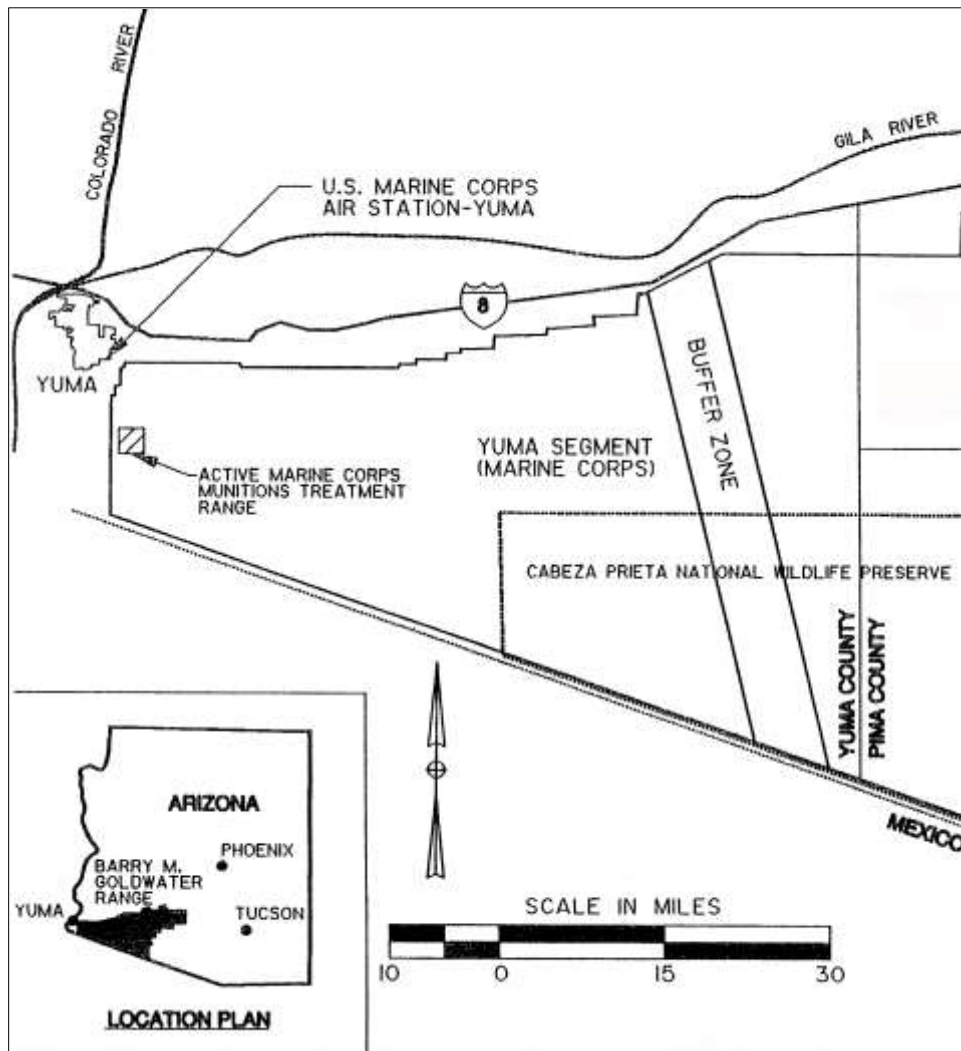 COLORADO RIVER
GILA RIVER
U.S. MARINE CORPS
AIR STATION-YUMA
8
YUMA
BUFFER ZONE
YUMA SEGMENT
(MARINE CORPS)
ACTIVE MARINE CORPS
MUNITIONS TREATMENT
RANGE
CABEZA PRIETA NATIONAL WILDLIFE PRESERVE
YUMA COUNTY
PIMA COUNTY
MEXICO
ARIZONA
PHOENIX
BARRY M.
GOLDWATER
RANGE
YUMA
TUCSON
LOCATION PLAN
SCALE IN MILES
10 0 15 30